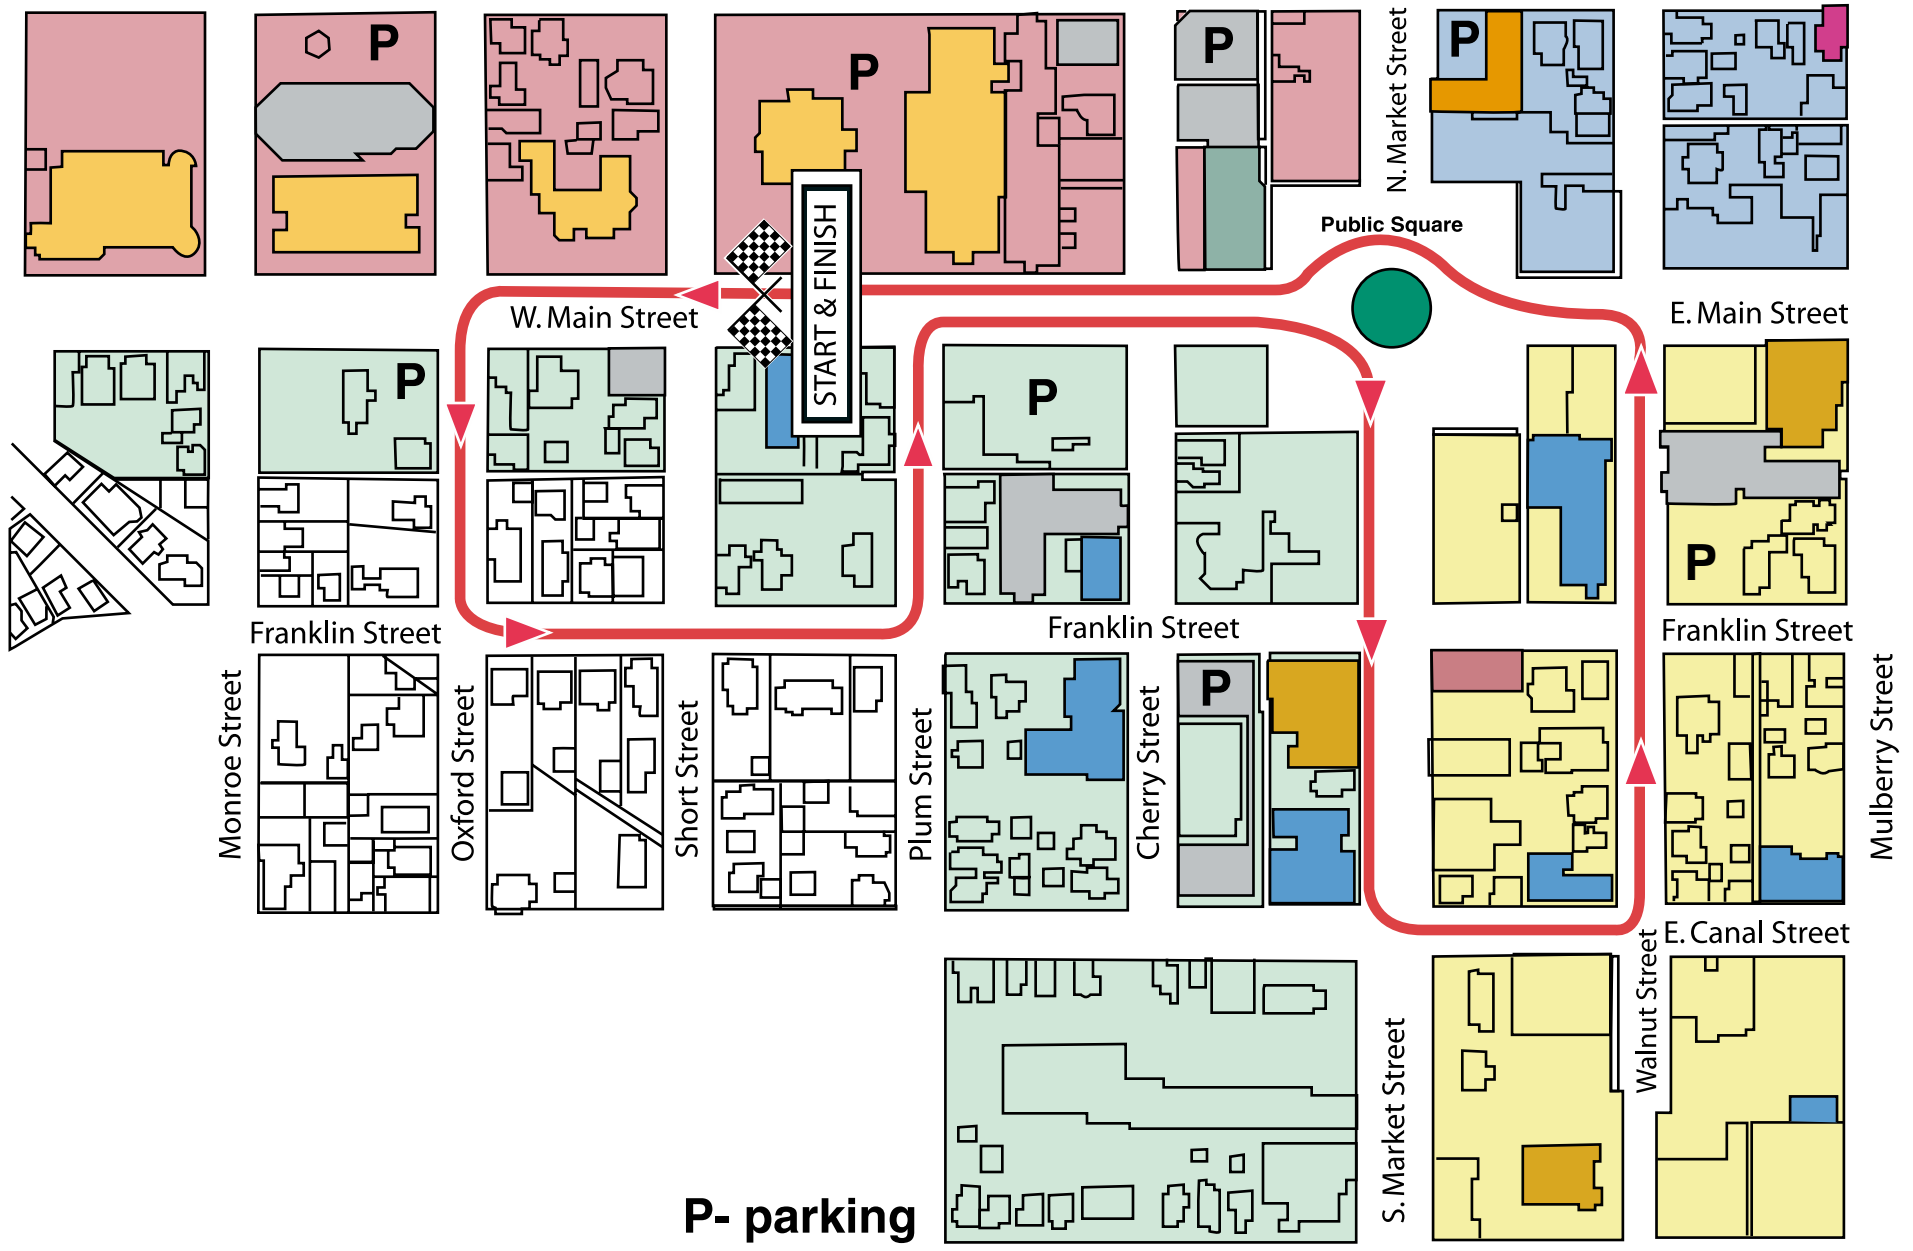 P
P
P
P
N. Market Street
Public Square
START & FINISH
W. Main Street
E. Main Street
P
P
P
Franklin Street
Franklin Street
Franklin Street
Monroe Street
Oxford Street
Short Street
Plum Street
Cherry Street
P
Mulberry Street
E. Canal Street
Walnut Street
S. Market Street
P- parking